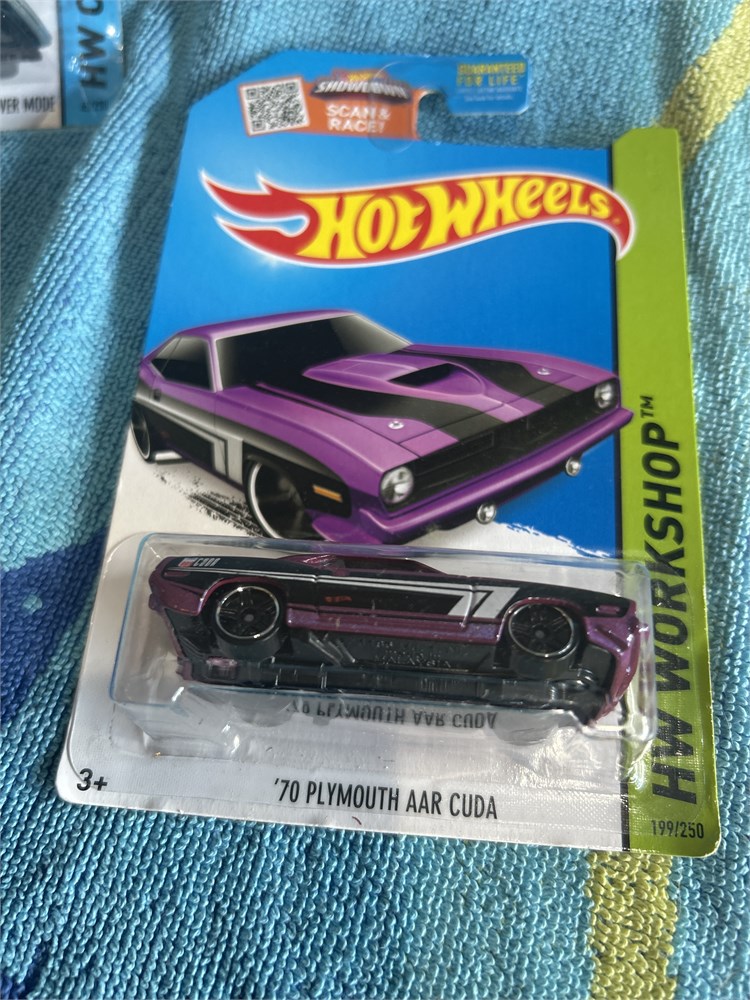 VER MODE
HW C
SHOWDOWN
SCAN &
RACE!
GUARANTEED
FOR LIFE
HOT WHEELS
HW WORKSHOP™
CUDA
'70 PLYMOUTH AAR CUDA
3+
'70 PLYMOUTH AAR CUDA
199/250